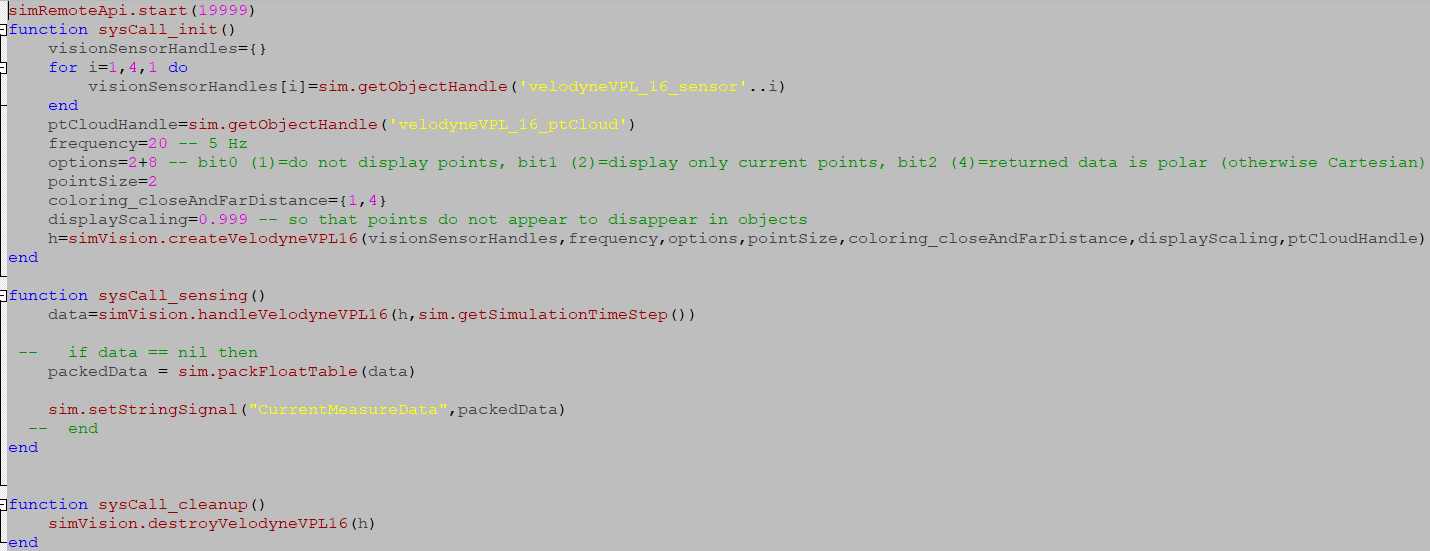 simRemoteApi.start(19999)
function sysCall_init()
    visionSensorHandles={}
    for i=1,4,1 do
        visionSensorHandles[i]=sim.getObjectHandle('velodyneVPL_16_sensor'..i)
    end
    ptCloudHandle=sim.getObjectHandle('velodyneVPL_16_ptCloud')
    frequency=20 -- 5 Hz
    options=2+8 -- bit0 (1)=do not display points, bit1 (2)=display only current points, bit2 (4)=returned data is polar (otherwise Cartesian)
    pointSize=2
    coloring_closeAndFarDistance={1,4}
    displayScaling=0.999 -- so that points do not appear to disappear in objects
    h=simVision.createVelodyneVPL16(visionSensorHandles,frequency,options,pointSize,coloring_closeAndFarDistance,displayScaling,ptCloudHandle)
end
function sysCall_sensing()
    data=simVision.handleVelodyneVPL16(h,sim.getSimulationTimeStep())
 --   if data == nil then
    packedData = sim.packFloatTable(data)
    sim.setStringSignal("CurrentMeasureData",packedData)
  --  end
end
function sysCall_cleanup()
    simVision.destroyVelodyneVPL16(h)
end